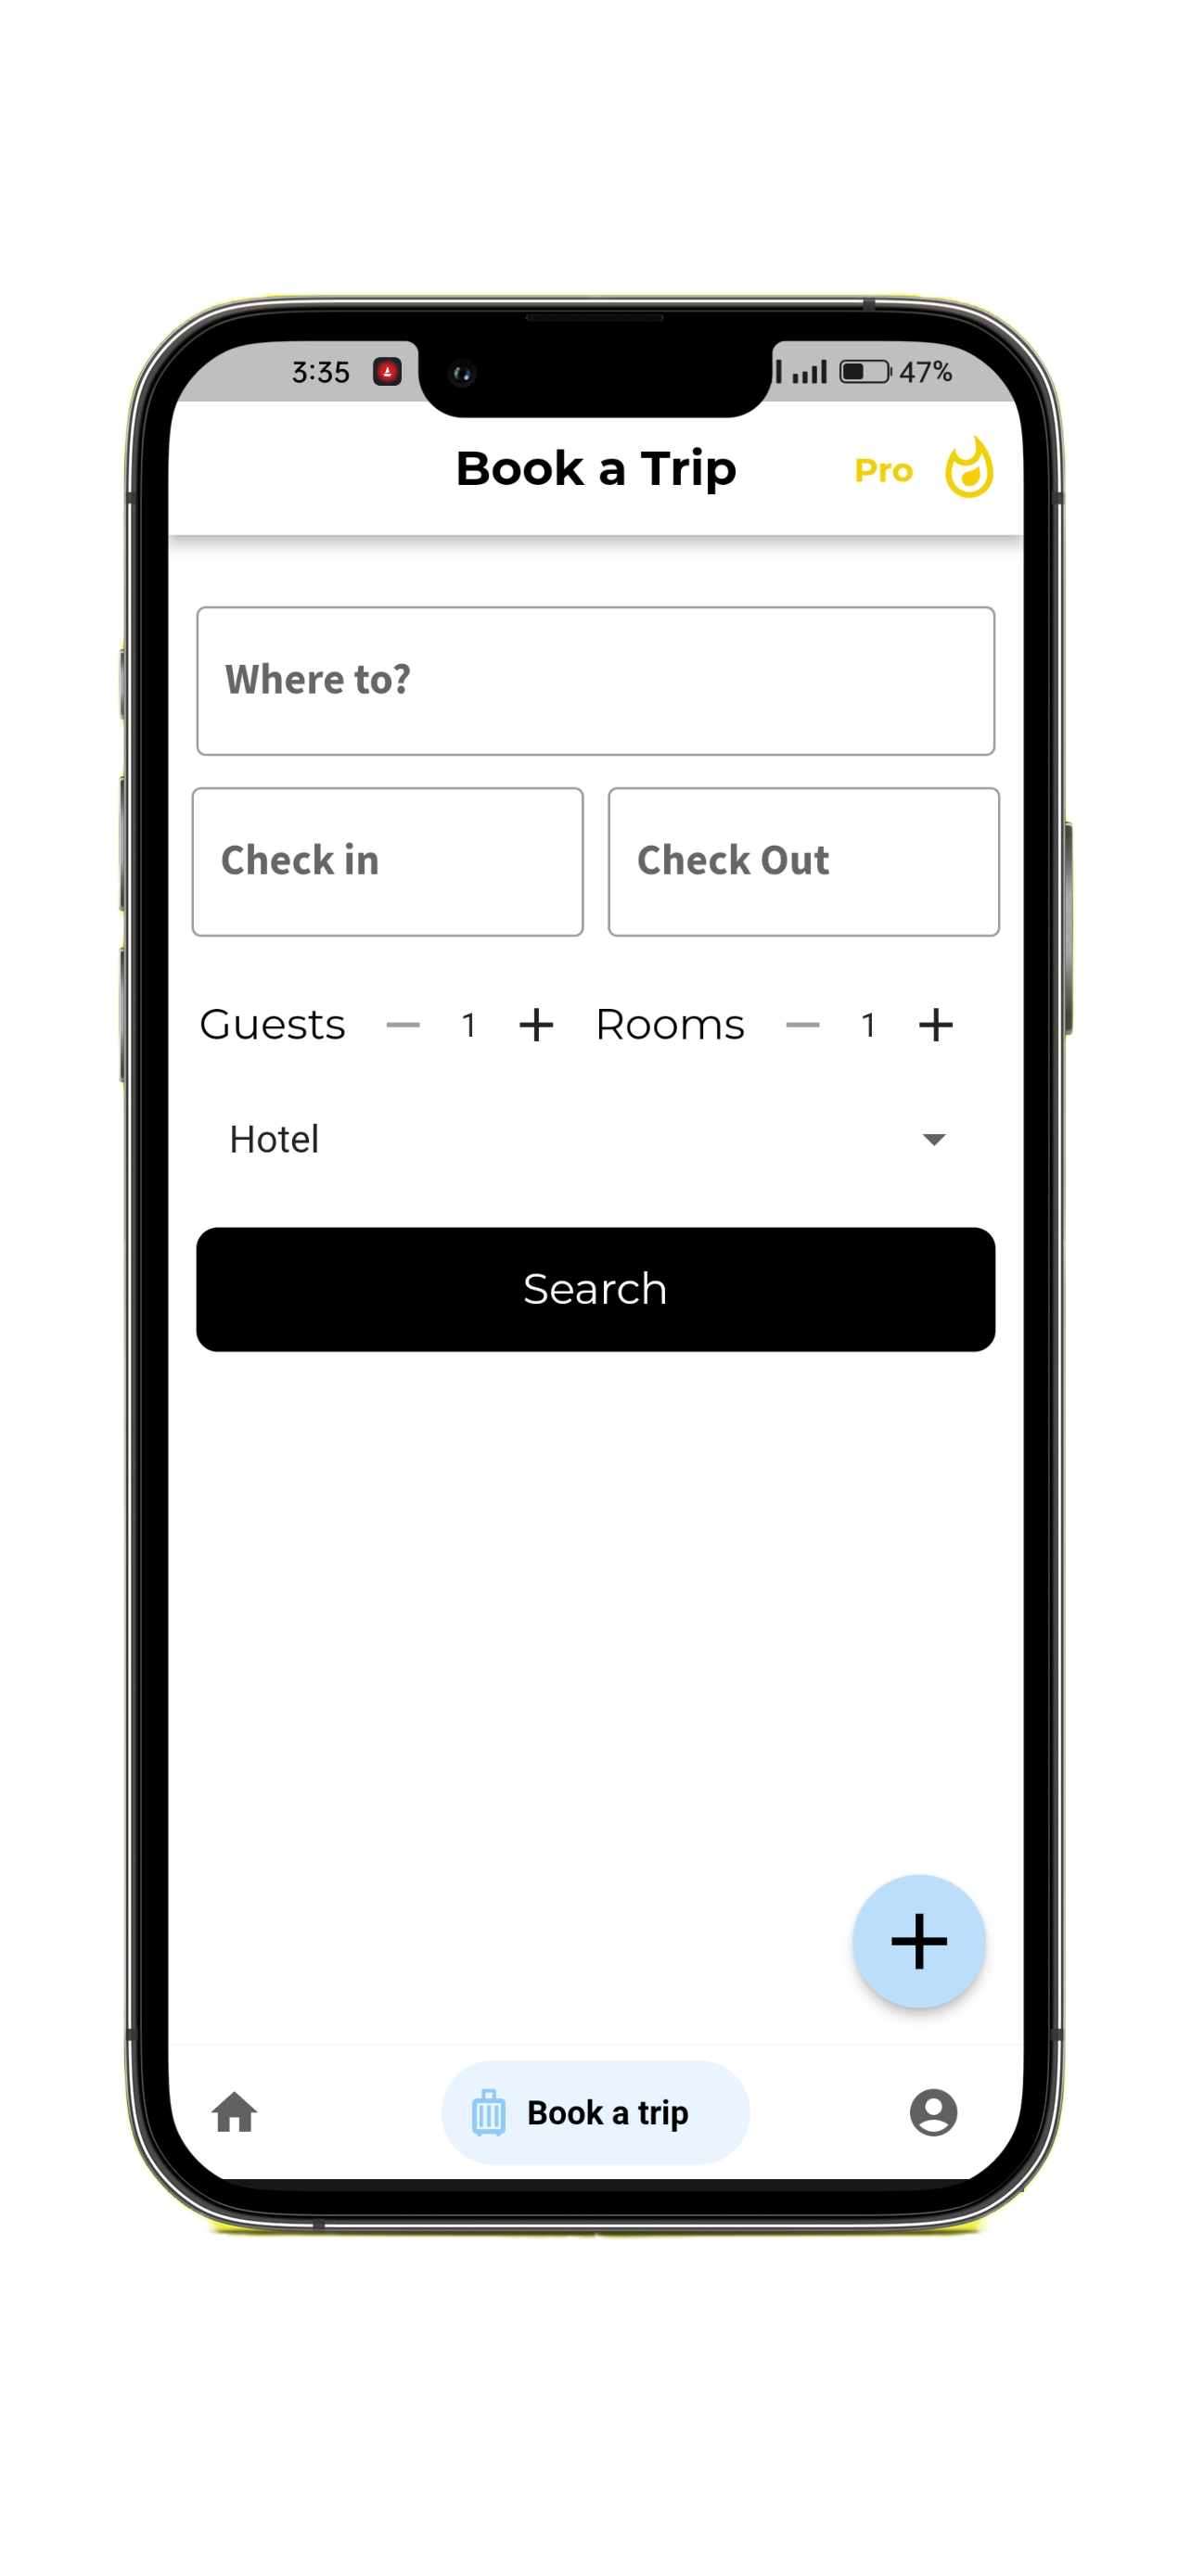 3:35 47%
Book a Trip Pro
Where to?
Check in Check Out
Guests — 1 + Rooms — 1 +
Hotel
Search
+
Book a trip